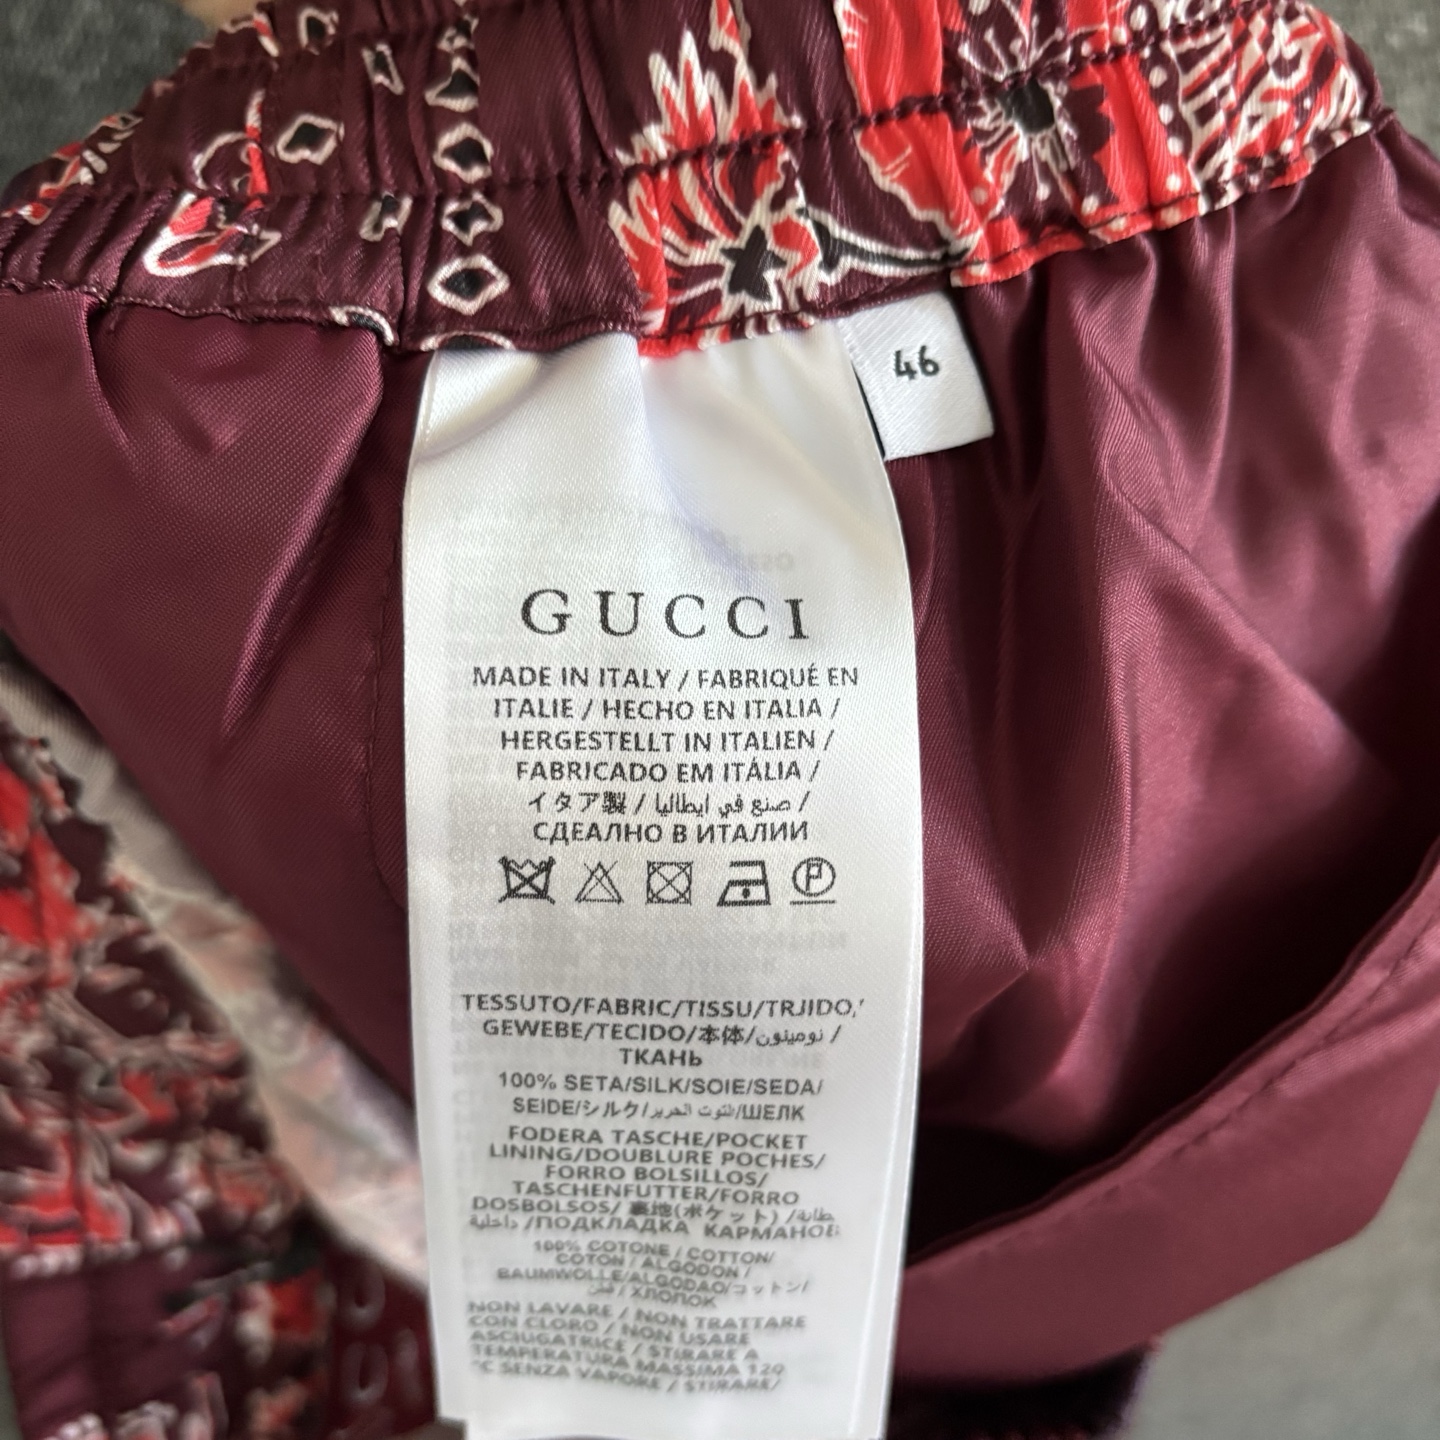 46
GUCCI
MADE IN ITALY / FABRIQUÉ EN
ITALIE / HECHO EN ITALIA /
HERGESTELLT IN ITALIEN /
FABRICADO EM ITÁLIA /
イタア製 / صنع في ايطاليا /
СДЕАЛНО В ИТАЛИИ
P
TESSUTO/FABRIC/TISSU/TRJIDO/
GEWEBE/TECIDO/本体/نومينون /
ТКАНЬ
100% SETA/SILK/SOIE/SEDA/
SEIDE/シルク/التوت الحرير/ШЕЛК
FODERA TASCHE/POCKET
LINING/DOUBLURE POCHES/
FORRO BOLSILLOS/
TASCHENFUTTER/FORRO
DOSBOLSOS/ 裏地(ポケット) /بطانة
داخلية/ПОДКЛАДКА КАРМАНОВ
100% COTONE / COTTON/
COTON / ALGODON /
BAUMWOLLE/ALGODAO/コットン/
/ ХЛОПОК
NON LAVARE / NON TRATTARE
CON CLORO / NON USARE
ASCIUGATRICE / STIRARE A
TEMPERATURA MASSIMA 120
°C SENZA VAPORE / STIRARE/